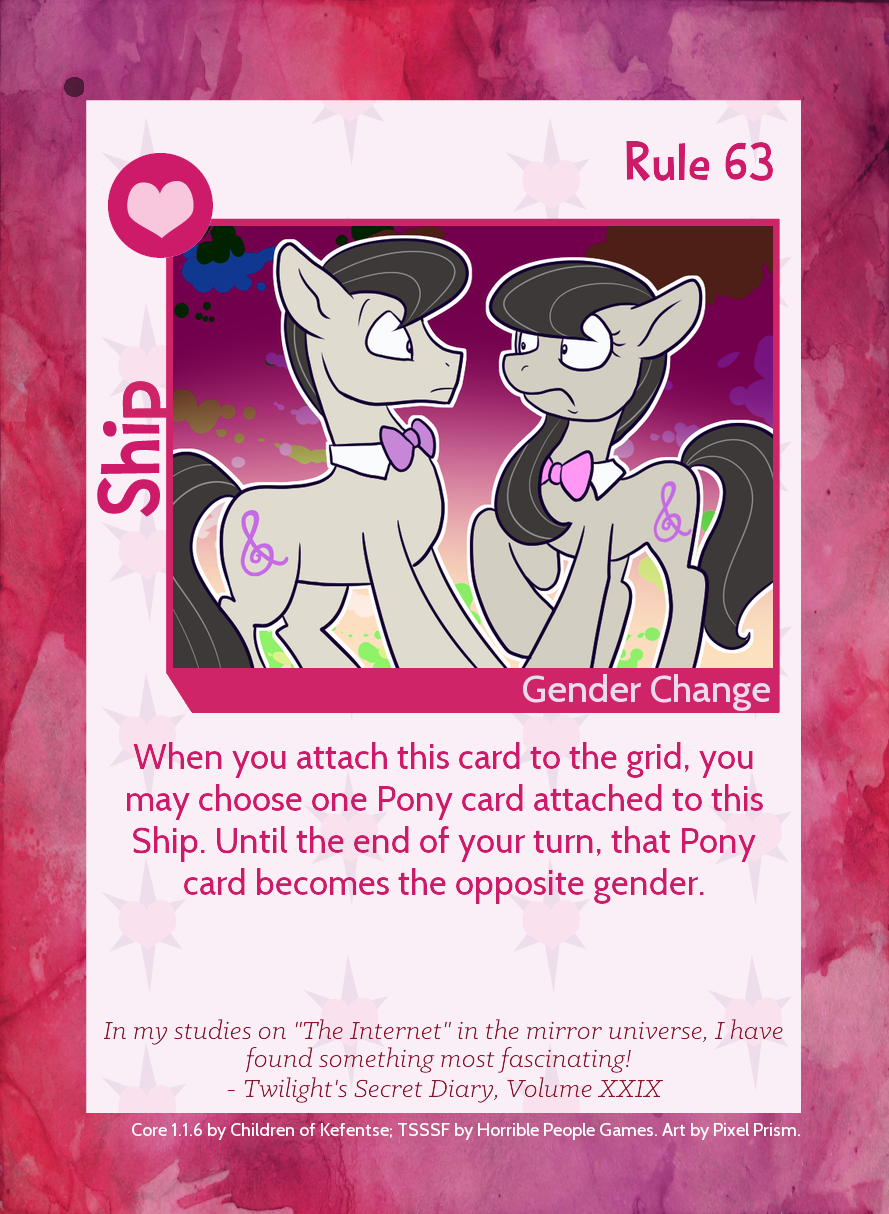 Rule 63
Ship
Gender Change
When you attach this card to the grid, you
may choose one Pony card attached to this
Ship. Until the end of your turn, that Pony
card becomes the opposite gender.
In my studies on "The Internet" in the mirror universe, I have
found something most fascinating!
- Twilight's Secret Diary, Volume XXIX
Core 1.1.6 by Children of Kefentse; TSSSF by Horrible People Games. Art by Pixel Prism.